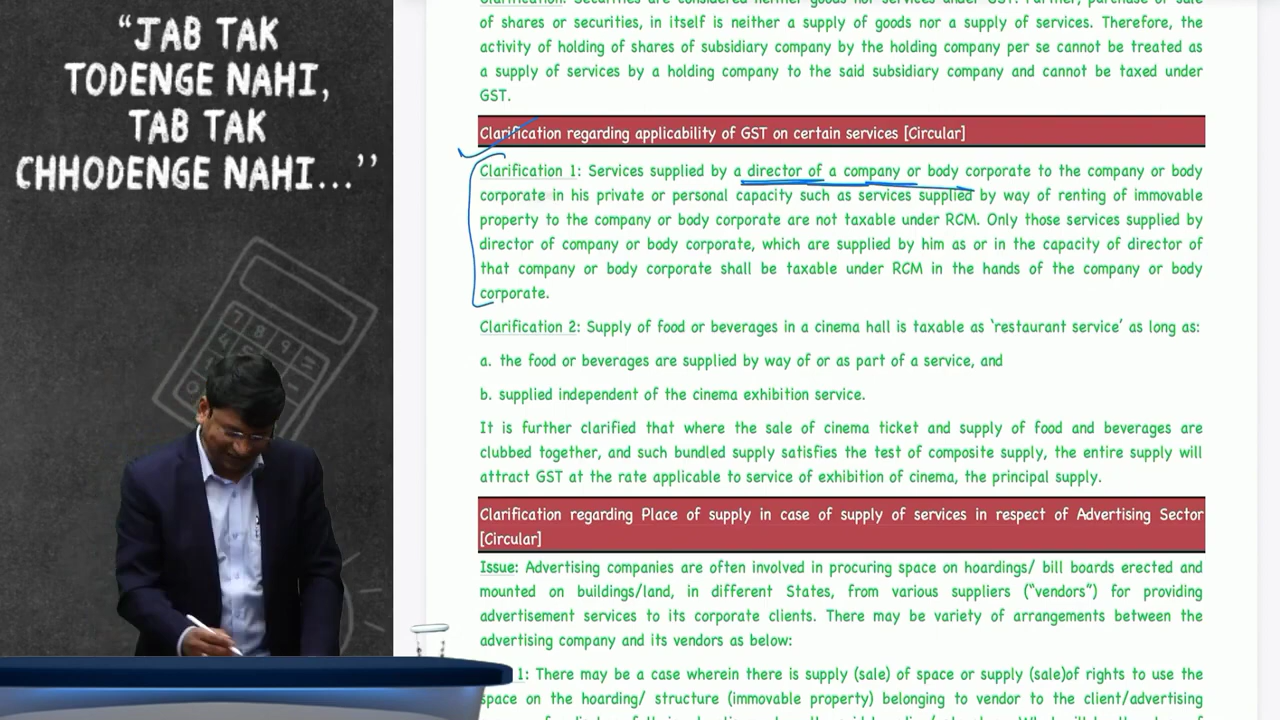 “JAB TAK
TODENGE NAHI,
TAB TAK
CHHODENGE NAHI...’’
of shares or securities, in itself is neither a supply of goods nor a supply of services. Therefore, the
activity of holding of shares of subsidiary company by the holding company per se cannot be treated as
a supply of services by a holding company to the said subsidiary company and cannot be taxed under
GST.
Clarification regarding applicability of GST on certain services [Circular]
Clarification 1: Services supplied by a director of a company or body corporate to the company or body
corporate in his private or personal capacity such as services supplied by way of renting of immovable
property to the company or body corporate are not taxable under RCM. Only those services supplied by
director of company or body corporate, which are supplied by him as or in the capacity of director of
that company or body corporate shall be taxable under RCM in the hands of the company or body
corporate.
Clarification 2: Supply of food or beverages in a cinema hall is taxable as ‘restaurant service’ as long as:
a. the food or beverages are supplied by way of or as part of a service, and
b. supplied independent of the cinema exhibition service.
It is further clarified that where the sale of cinema ticket and supply of food and beverages are
clubbed together, and such bundled supply satisfies the test of composite supply, the entire supply will
attract GST at the rate applicable to service of exhibition of cinema, the principal supply.
Clarification regarding Place of supply in case of supply of services in respect of Advertising Sector
[Circular]
Issue: Advertising companies are often involved in procuring space on hoardings/ bill boards erected and
mounted on buildings/land, in different States, from various suppliers (“vendors”) for providing
advertisement services to its corporate clients. There may be variety of arrangements between the
advertising company and its vendors as below:
1: There may be a case wherein there is supply (sale) of space or supply (sale)of rights to use the
space on the hoarding/ structure (immovable property) belonging to vendor to the client/advertising